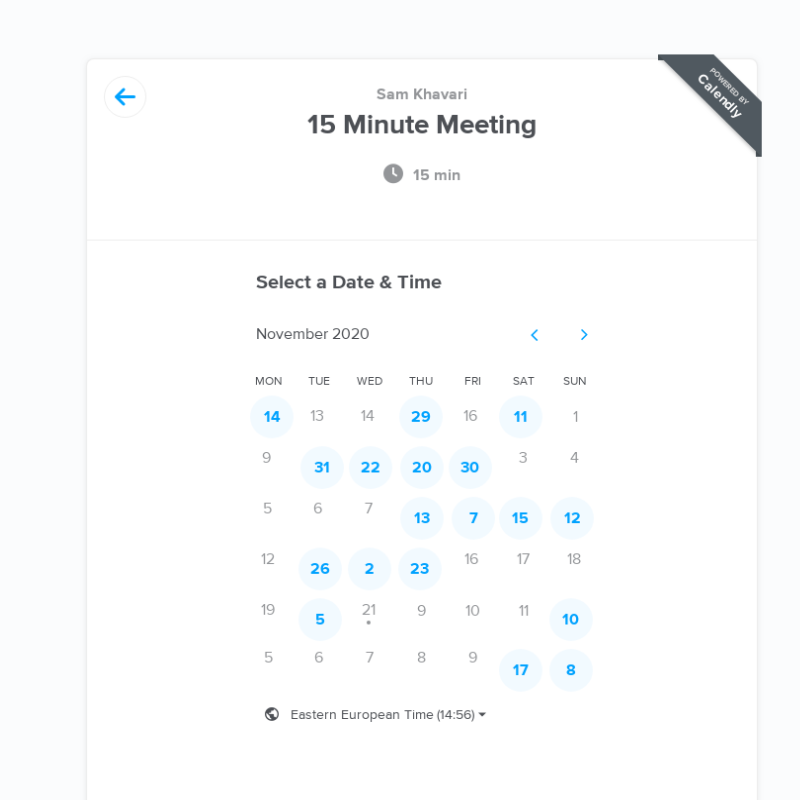 Sam Khavari
15 Minute Meeting
15 min
POWERED BY
Calendly
Select a Date & Time
November 2020
MON TUE WED THU FRI SAT SUN
14 13 14 29 16 11 1
9 31 22 20 30 3 4
5 6 7 13 7 15 12
12 26 2 23 16 17 18
19 5 21 9 10 11 10
5 6 7 8 9 17 8
Eastern European Time (14:56)